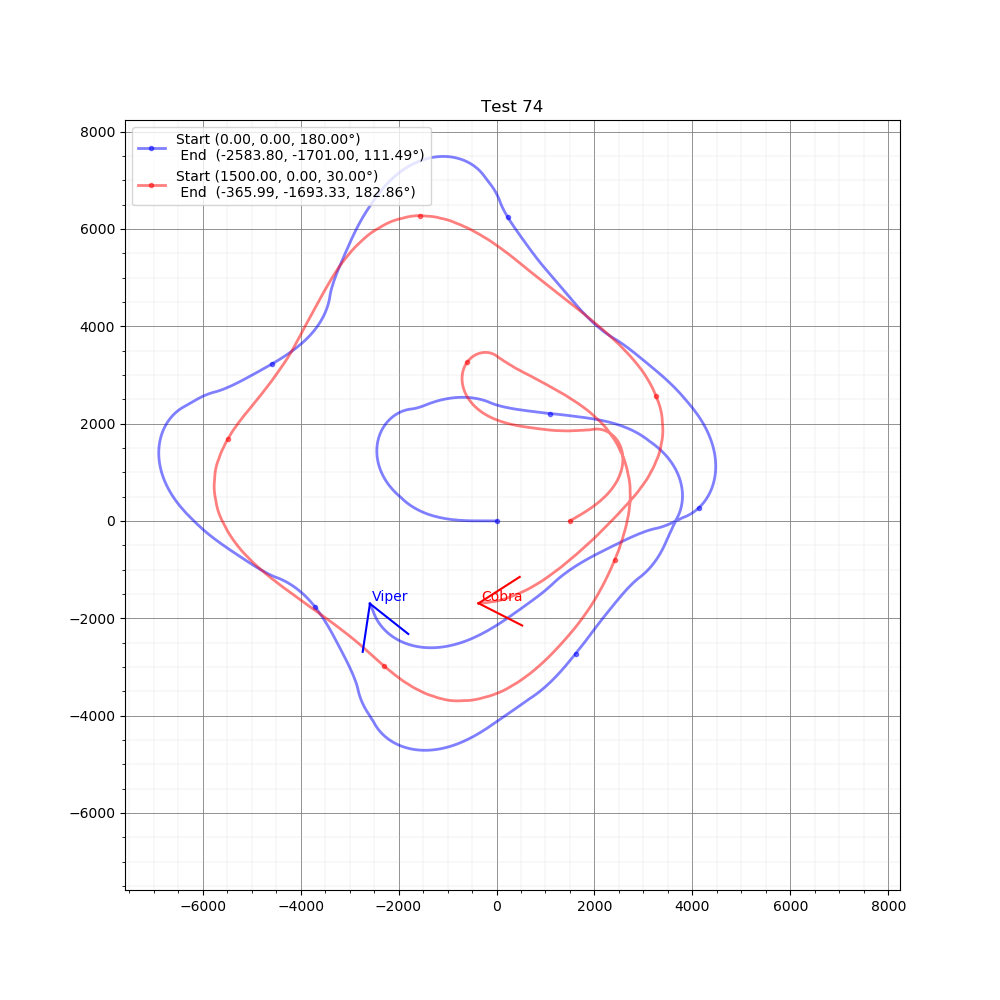 Test 74
Start (0.00, 0.00, 180.00°)
End (-2583.80, -1701.00, 111.49°)
Start (1500.00, 0.00, 30.00°)
End (-365.99, -1693.33, 182.86°)
8000
6000
4000
2000
0
−2000
−4000
−6000
Viper
Cobra
−6000 −4000 −2000 0 2000 4000 6000 8000